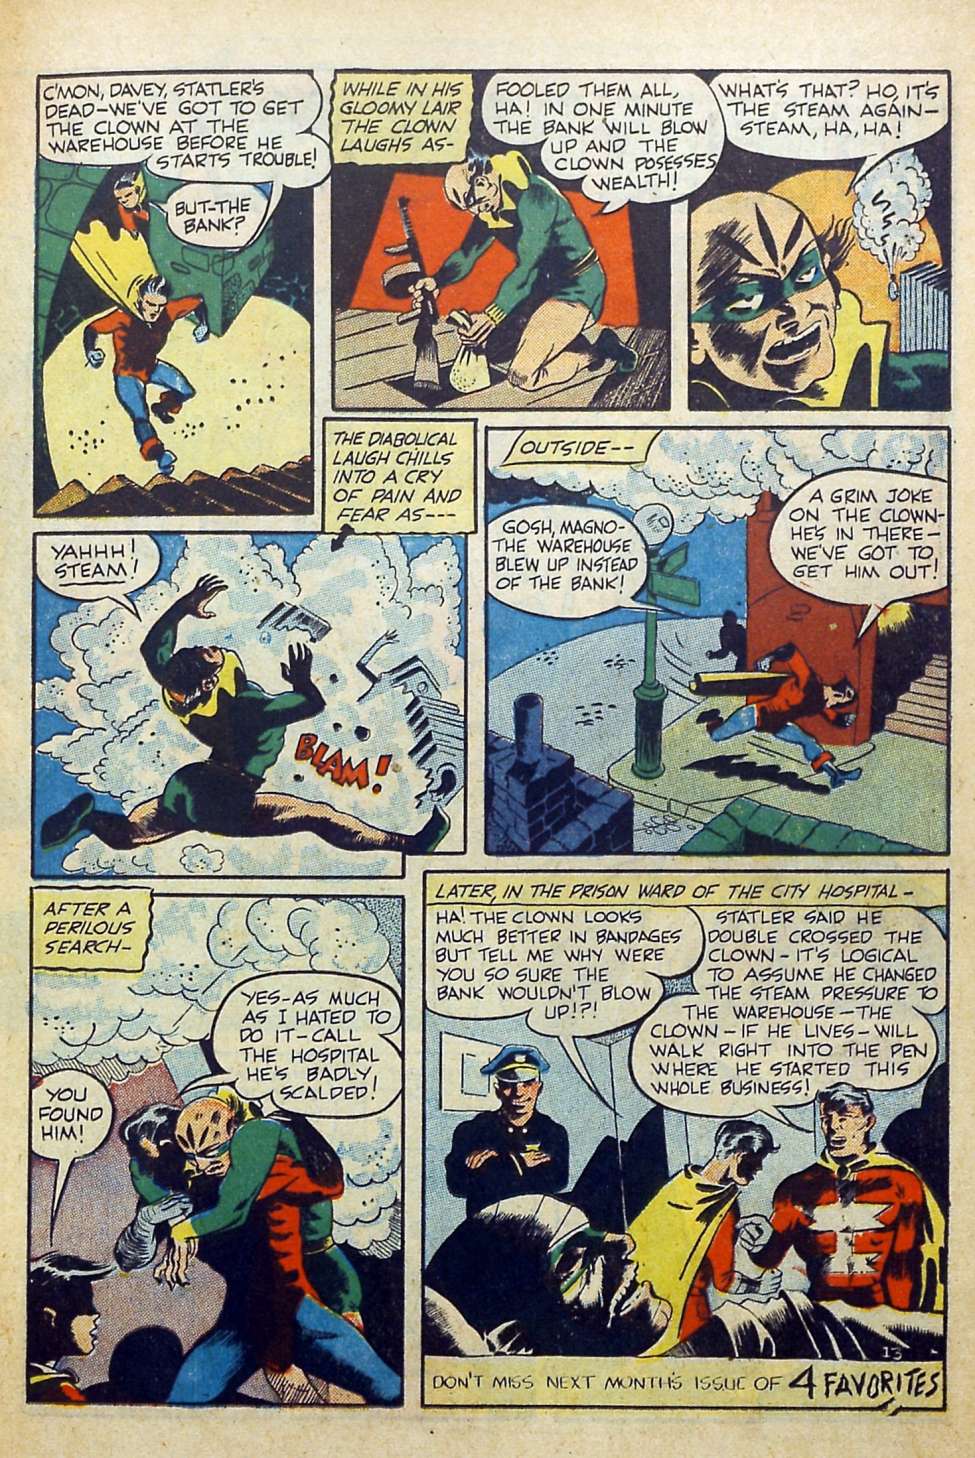 C'MON, DAVEY, STATLER'S
DEAD-WE'VE GOT TO GET
THE CLOWN AT THE
WAREHOUSE BEFORE HE
STARTS TROUBLE!
BUT-THE
BANK?
WHILE IN HIS
GLOOMY LAIR
THE CLOWN
LAUGHS AS-
FOOLED THEM ALL,
HA! IN ONE MINUTE
THE BANK WILL BLOW
UP AND THE
CLOWN POSESSES
WEALTH!
WHAT'S THAT? HO, IT'S
THE STEAM AGAIN-
STEAM, HA, HA!
THE DIABOLICAL
LAUGH CHILLS
INTO A CRY
OF PAIN AND
FEAR AS---
YAHHH!
STEAM!
BLAM!
OUTSIDE---
GOSH, MAGNO-
THE WAREHOUSE
BLEW UP INSTEAD
OF THE BANK!
A GRIM JOKE
ON THE CLOWN-
HE'S IN THERE-
WE'VE GOT TO
GET HIM OUT!
AFTER A
PERILOUS
SEARCH-
YOU
FOUND
HIM!
YES-AS MUCH
AS I HATED TO
DO IT-CALL
THE HOSPITAL
HE'S BADLY
SCALDED!
LATER, IN THE PRISON WARD OF THE CITY HOSPITAL-
HA! THE CLOWN LOOKS
MUCH BETTER IN BANDAGES
BUT TELL ME WHY WERE
YOU SO SURE THE
BANK WOULDN'T BLOW
UP!?!
STATLER SAID HE
DOUBLE CROSSED THE
CLOWN-IT'S LOGICAL
TO ASSUME HE CHANGED
THE STEAM PRESSURE TO
THE WAREHOUSE-THE
CLOWN-IF HE LIVES-WILL
WALK RIGHT INTO THE PEN
WHERE HE STARTED THIS
WHOLE BUSINESS!
13
DON'T MISS NEXT MONTH'S ISSUE OF 4 FAVORITES